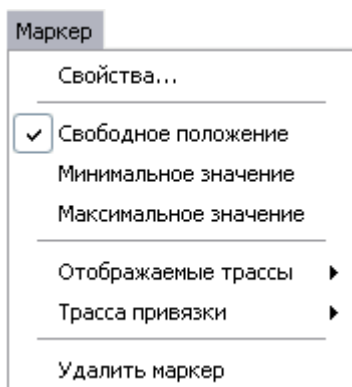 Маркер
Свойства...
Свободное положение
Минимальное значение
Максимальное значение
Отображаемые трассы
Трасса привязки
Удалить маркер